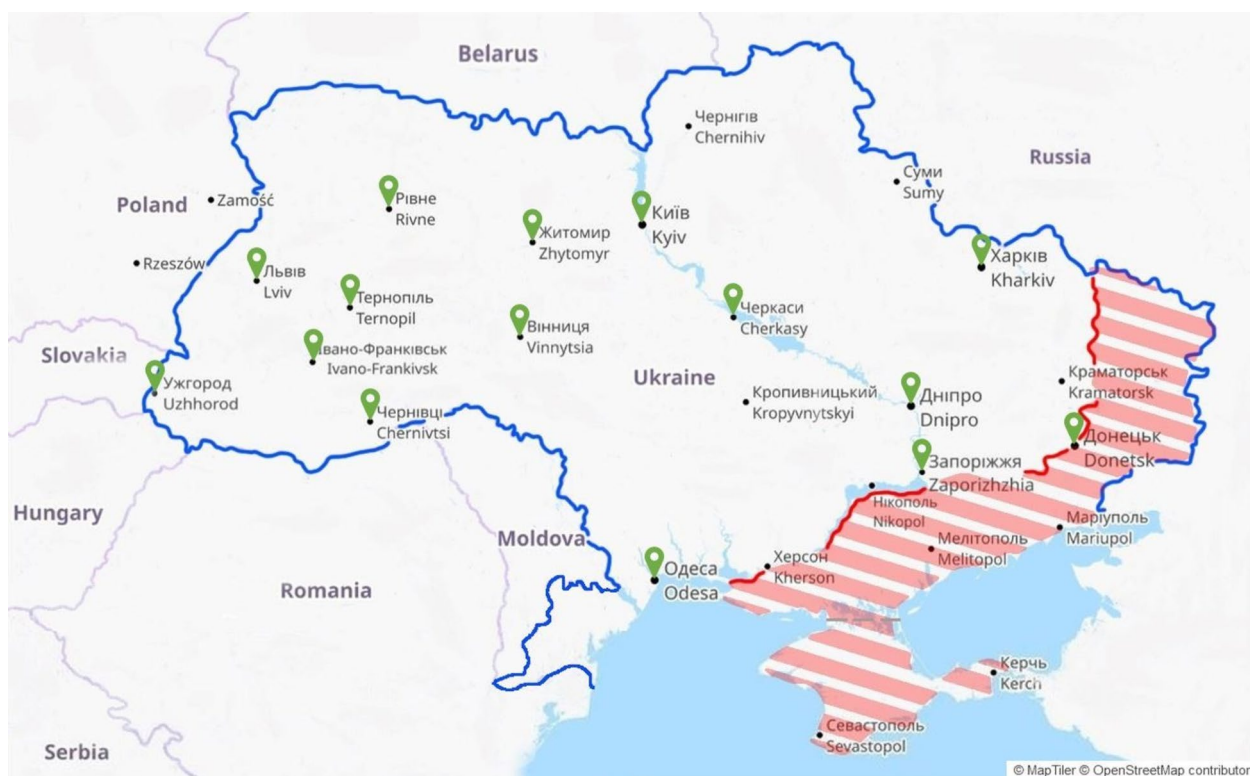 Belarus
Чернігів
Chernihiv
Russia
Суми
Sumy
Poland
Zamość
Рівне
Rivne
Житомир
Zhytomyr
Київ
Kyiv
Харків
Kharkiv
Rzeszów
Львів
Lviv
Тернопіль
Ternopil
Черкаси
Cherkasy
Вінниця
Vinnytsia
Slovakia
Івано-Франківськ
Ivano-Frankivsk
Ужгород
Uzhhorod
Ukraine
Краматорськ
Kramatorsk
Кропивницький
Kropyvnytskyi
Дніпро
Dnipro
Чернівці
Chernivtsi
Донецьк
Donetsk
Запоріжжя
Zaporizhzhia
Нікополь
Nikopol
Hungary
Moldova
Маріуполь
Mariupol
Мелітополь
Melitopol
Херсон
Kherson
Одеса
Odesa
Romania
Керчь
Kerch
Севастополь
Sevastopol
Serbia
© MapTiler © OpenStreetMap contributor